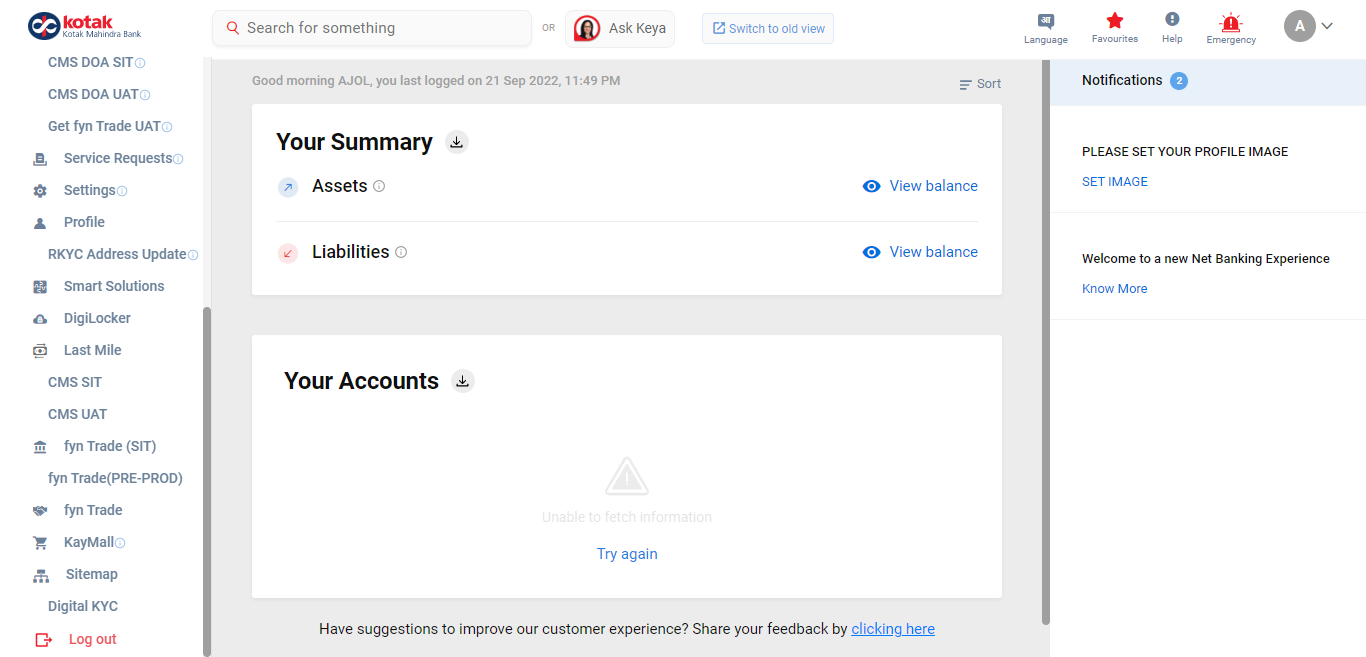 kotak
Kotak Mahindra Bank
Search for something
OR
Ask Keya
Switch to old view
Language
Favourites
Help
Emergency
A
CMS DOA SIT
CMS DOA UAT
Get fyn Trade UAT
Service Requests
Settings
Profile
RKYC Address Update
Smart Solutions
DigiLocker
Last Mile
CMS SIT
CMS UAT
fyn Trade (SIT)
fyn Trade(PRE-PROD)
fyn Trade
KayMall
Sitemap
Digital KYC
Log out
Good morning AJOL, you last logged on 21 Sep 2022, 11:49 PM
Sort
Your Summary
Assets
View balance
Liabilities
View balance
Your Accounts
Unable to fetch information
Try again
Have suggestions to improve our customer experience? Share your feedback by clicking here
Notifications 2
PLEASE SET YOUR PROFILE IMAGE
SET IMAGE
Welcome to a new Net Banking Experience
Know More